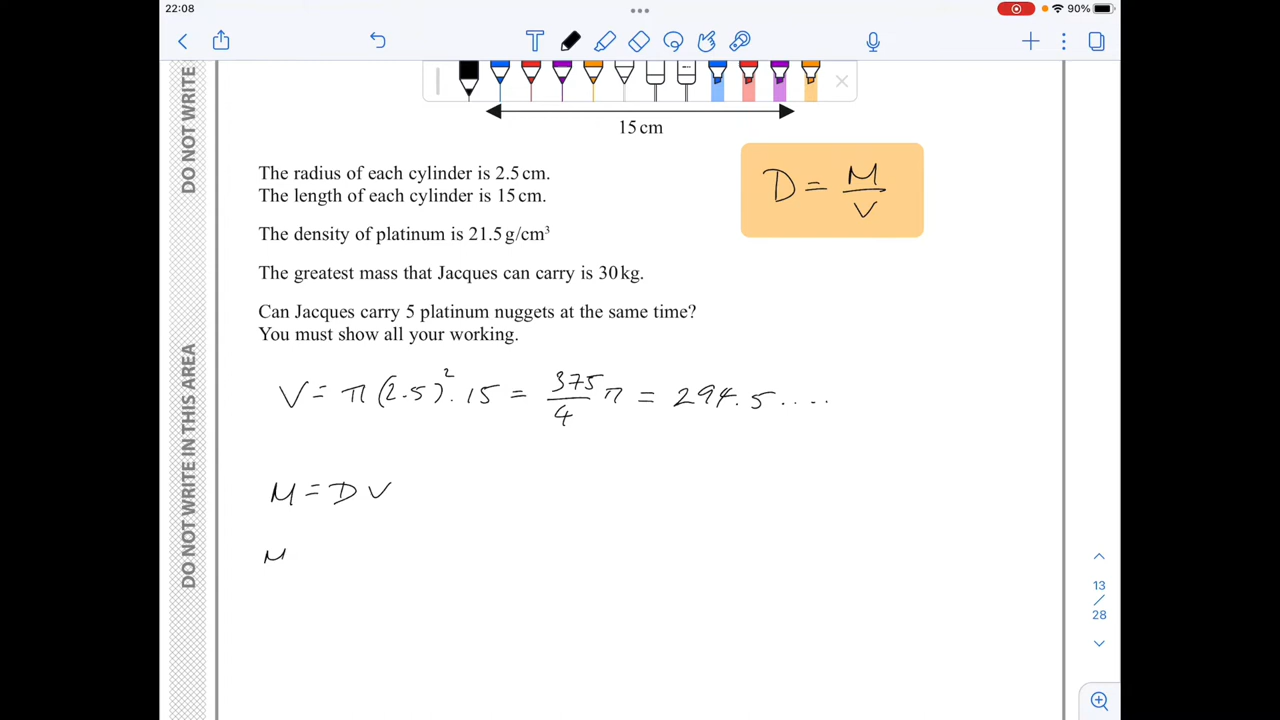 22:08
90%
15 cm
The radius of each cylinder is 2.5 cm.
The length of each cylinder is 15 cm.
The density of platinum is 21.5 g/cm³
The greatest mass that Jacques can carry is 30 kg.
Can Jacques carry 5 platinum nuggets at the same time?
You must show all your working.
D = M/V
V = π(2.5)².15 = 375/4 π = 294.5....
M = DV
M
DO NOT WRITE
DO NOT WRITE IN THIS AREA
13
/
28